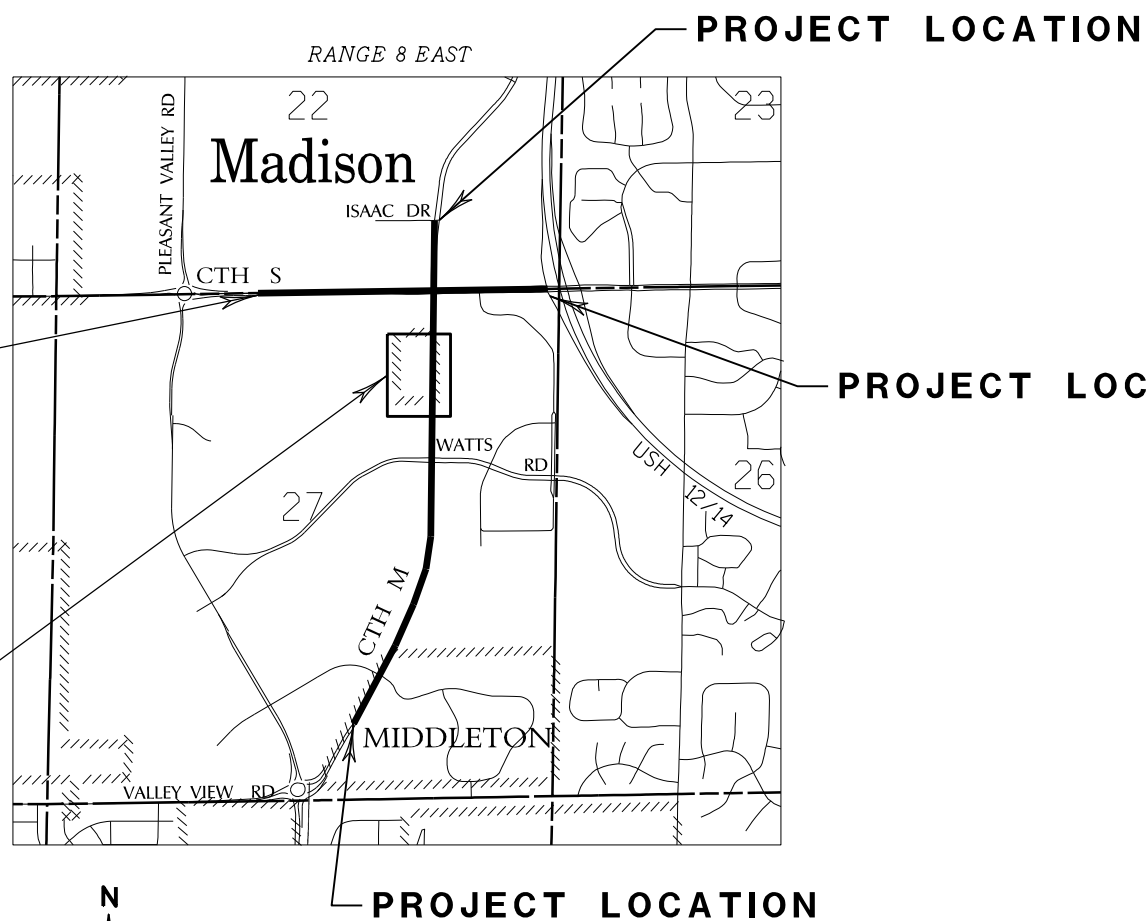 PROJECT LOCATION
RANGE 8 EAST
22
23
PLEASANT VALLEY RD
Madison
ISAAC DR
CTH S
PROJECT LOC
WATTS RD
USH 12/14
26
27
CTH M
MIDDLETON
VALLEY VIEW RD
N
PROJECT LOCATION